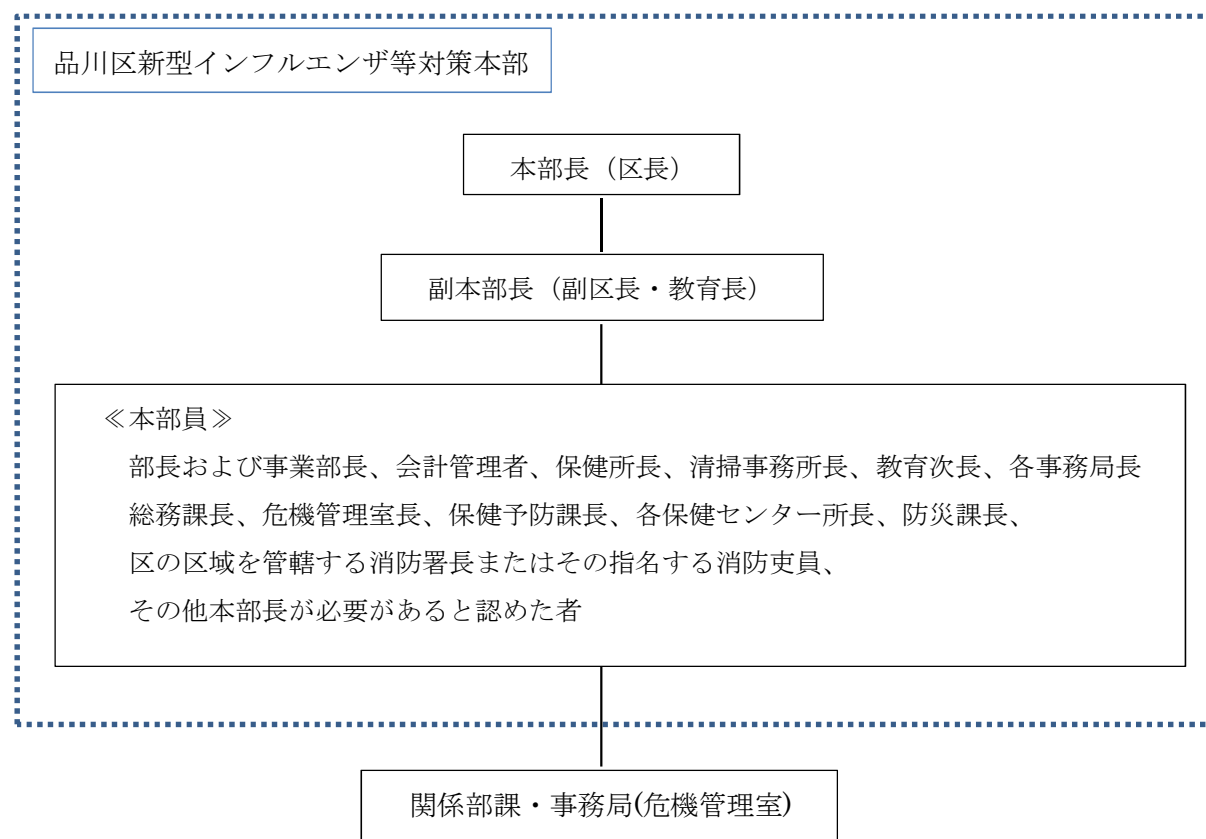 品川区新型インフルエンザ等対策本部
本部長（区長）
副本部長（副区長・教育長）
≪本部員≫
部長および事業部長、会計管理者、保健所長、清掃事務所長、教育次長、各事務局長
総務課長、危機管理室長、保健予防課長、各保健センター所長、防災課長、
区の区域を管轄する消防署長またはその指名する消防吏員、
その他本部長が必要があると認めた者
関係部課・事務局(危機管理室)